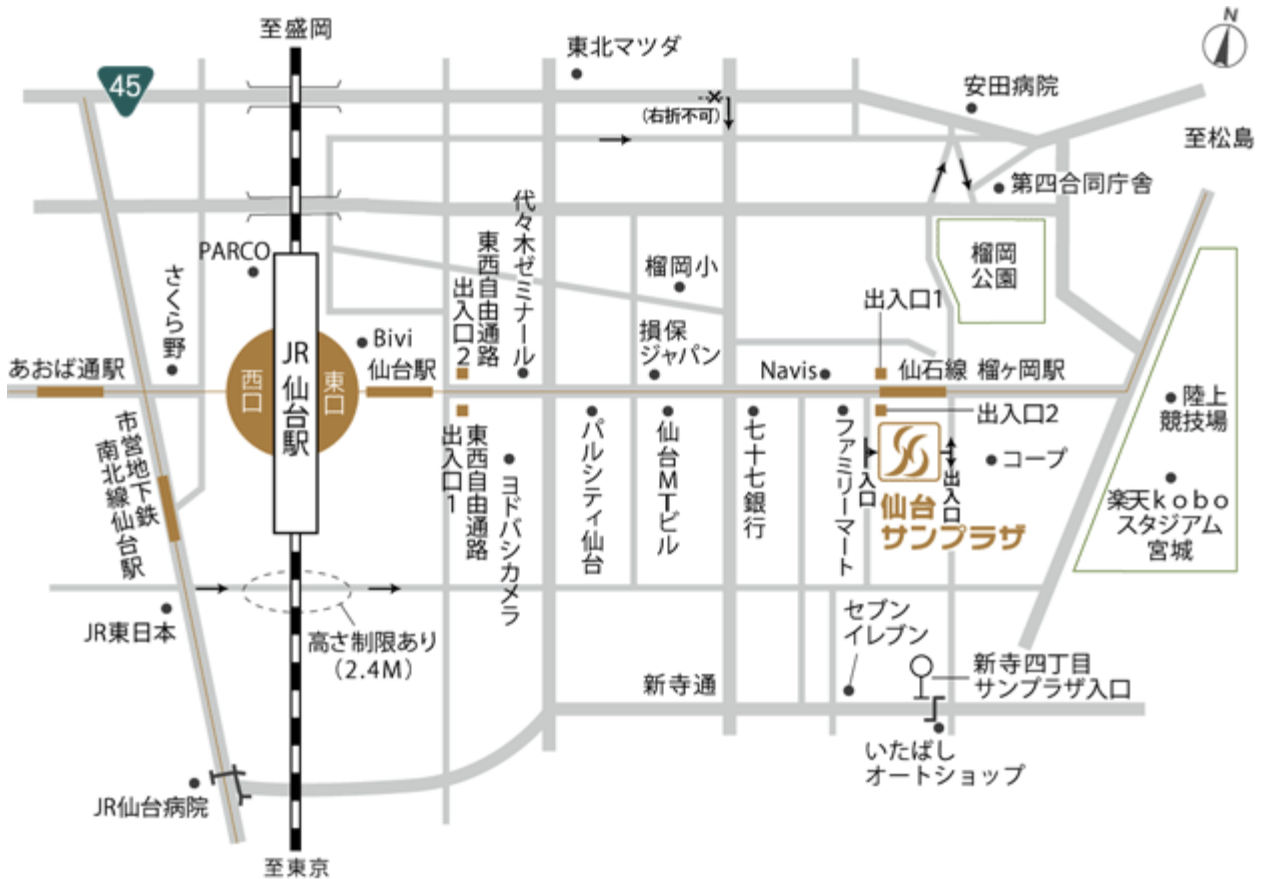 至盛岡
N
45
東北マツダ
安田病院
(右折不可)
至松島
第四合同庁舎
PARCO
さくら野
代々木ゼミナール
東西自由通路
出入口2
榴岡小
榴岡
公園
出入口1
Bivi
損保
ジャパン
JR
仙台駅
西口
東口
あおば通駅
仙台駅
Navis
仙石線 榴ヶ岡駅
陸上
競技場
出入口2
市営地下鉄
南北線仙台駅
東西自由通路
出入口1
ヨドバシカメラ
パルシティ仙台
仙台MTビル
七十七銀行
ファミリーマート
入口
出入口
コープ
仙台
サンプラザ
楽天kobo
スタジアム
宮城
JR東日本
高さ制限あり
(2.4M)
セブン
イレブン
新寺四丁目
サンプラザ入口
新寺通
いたばし
オートショップ
JR仙台病院
至東京